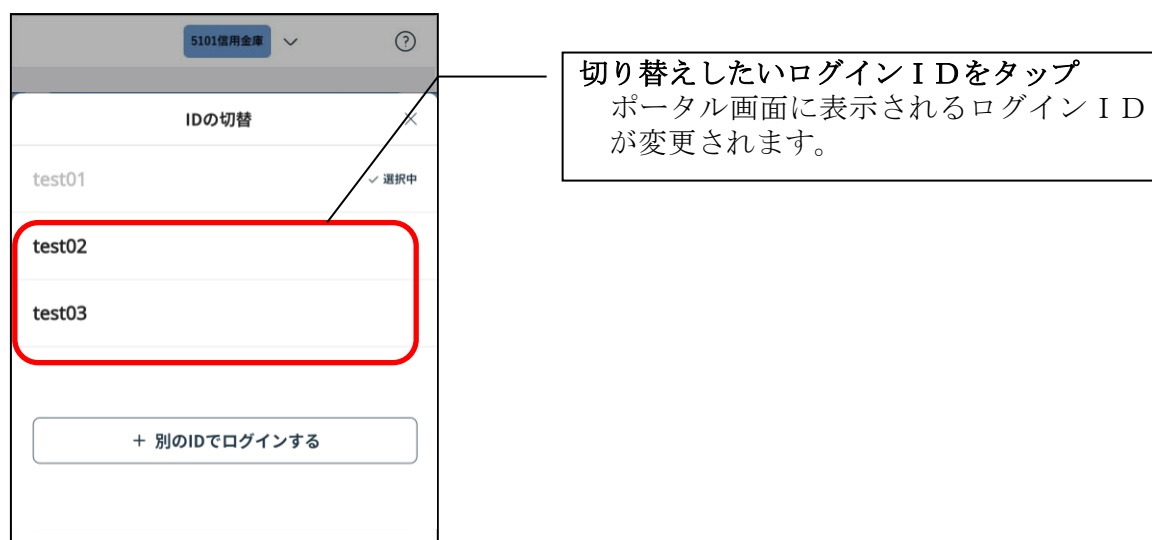 5101信用金庫
?
IDの切替
test01
✓ 選択中
test02
test03
+ 別のIDでログインする
切り替えしたいログインＩＤをタップ
ポータル画面に表示されるログインＩＤ
が変更されます。